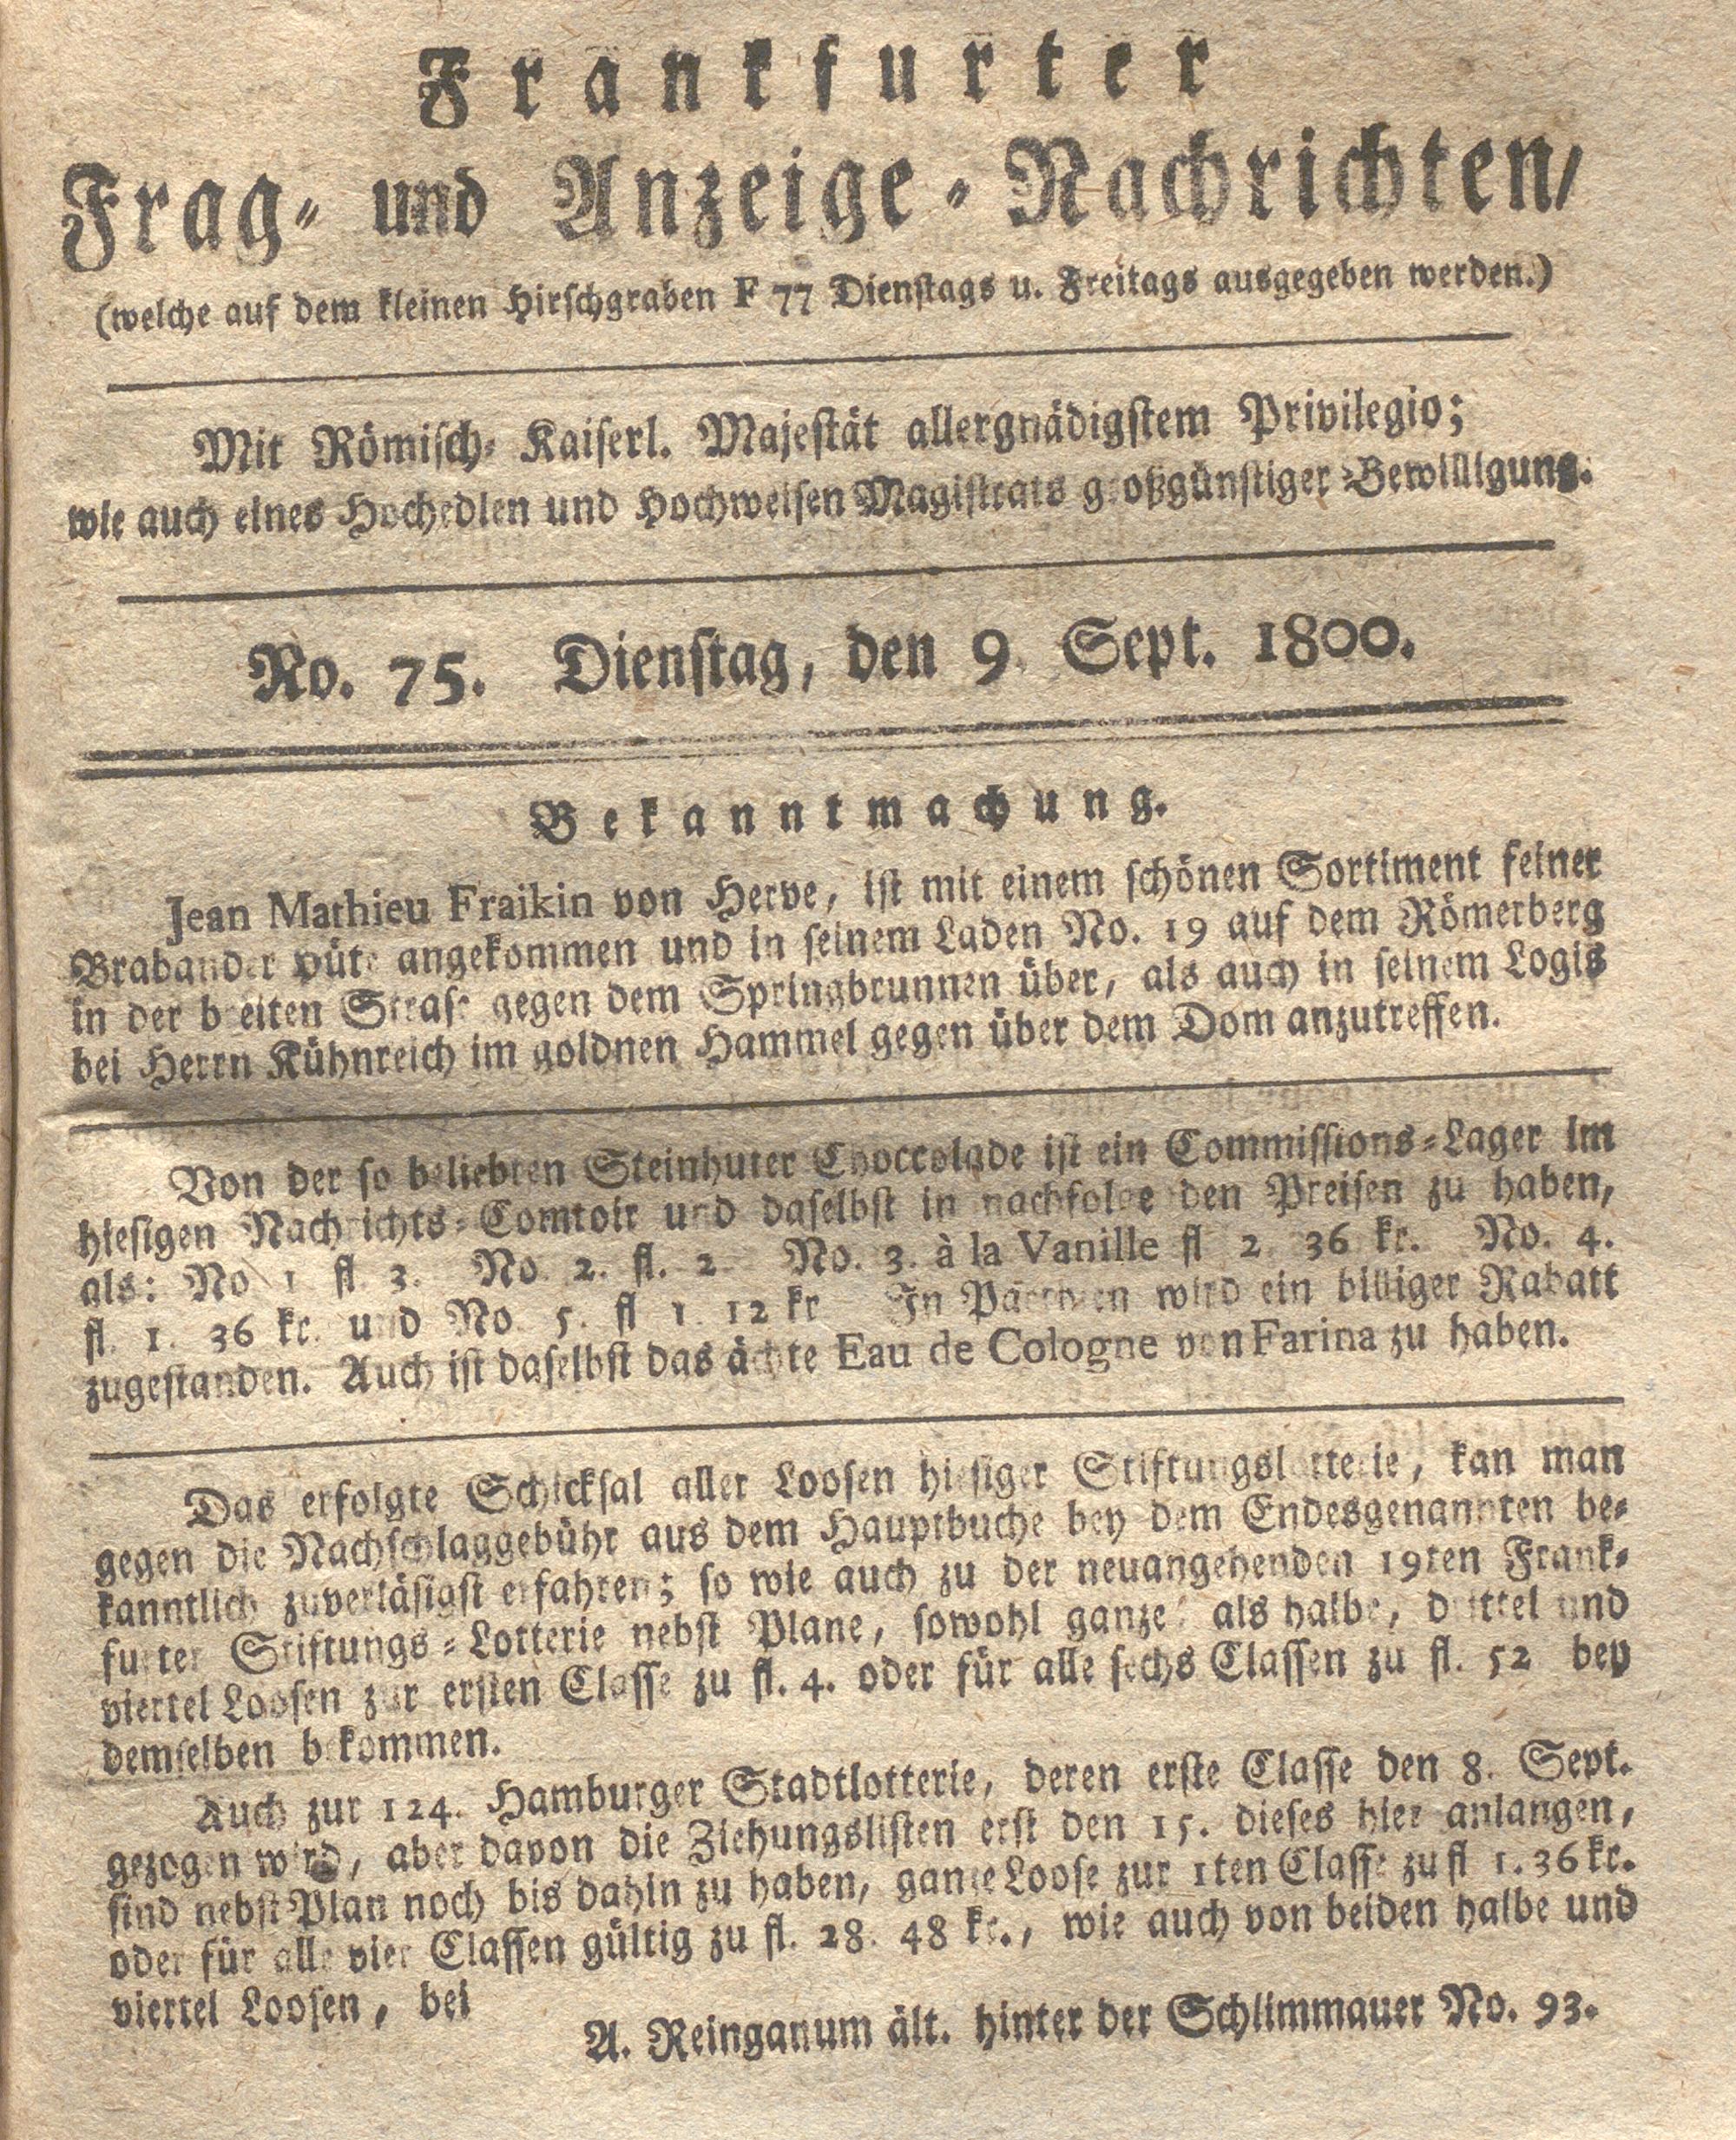 Frankfurter
Frag- und Anzeige-Nachrichten/
(welche auf dem kleinen Hirschgraben F 77 Dienstags u. Freitags ausgegeben werden.)
Mit Römisch- Kaiserl. Majestät allergnädigstem Privilegio;
wie auch eines Hochedlen und Hochweisen Magistrats großgünstiger Bewilligung.
No. 75. Dienstag, den 9. Sept. 1800.
Bekanntmachung.
Jean Mathieu Fraikin von Herve, ist mit einem schönen Sortiment feiner
Brabander Hüte angekommen und in seinem Laden No. 19 auf dem Römerberg
in der breiten Strase gegen dem Springbrunnen über, als auch in seinem Logis
bei Herrn Kühnreich im goldnen Hammel gegen über dem Dom anzutreffen.
Von der so beliebten Steinhuter Choccolade ist ein Commissions-Lager im
hiesigen Nachrichts-Comtoir und daselbst in nachfolgenden Preisen zu haben,
als: No 1 fl. 3. No. 2. fl. 2 No. 3. à la Vanille fl 2. 36 kr. No. 4.
fl. 1. 36 kr. und No. 5. fl 1. 12 kr In Pärthien wird ein billiger Rabatt
zugestanden. Auch ist daselbst das ächte Eau de Cologne von Farina zu haben.
Das erfolgte Schicksal aller Loosen hiesiger Stiftungslotterie, kan man
gegen die Nachschlaggebühr aus dem Hauptbuche bey dem Endesgenannten be-
kanntlich zuverläsigst erfahren; so wie auch zu der neuangehenden 19ten Frank-
furter Stiftungs-Lotterie nebst Plane, sowohl ganze als halbe, drittel und
viertel Loosen zur ersten Classe zu fl. 4. oder für alle sechs Classen zu fl. 52 bey
demselben bekommen.
Auch zur 124. Hamburger Stadtlotterie, deren erste Classe den 8. Sept.
gezogen wird, aber davon die Ziehungslisten erst den 15. dieses hier anlangen,
sind nebst Plan noch bis dahin zu haben, ganze Loose zur 1ten Classe zu fl 1. 36 kr.
oder für alle vier Classen gültig zu fl. 28. 48 kr., wie auch von beiden halbe und
viertel Loosen, bei
A. Reinganum ält. hinter der Schlimmauer No. 93.